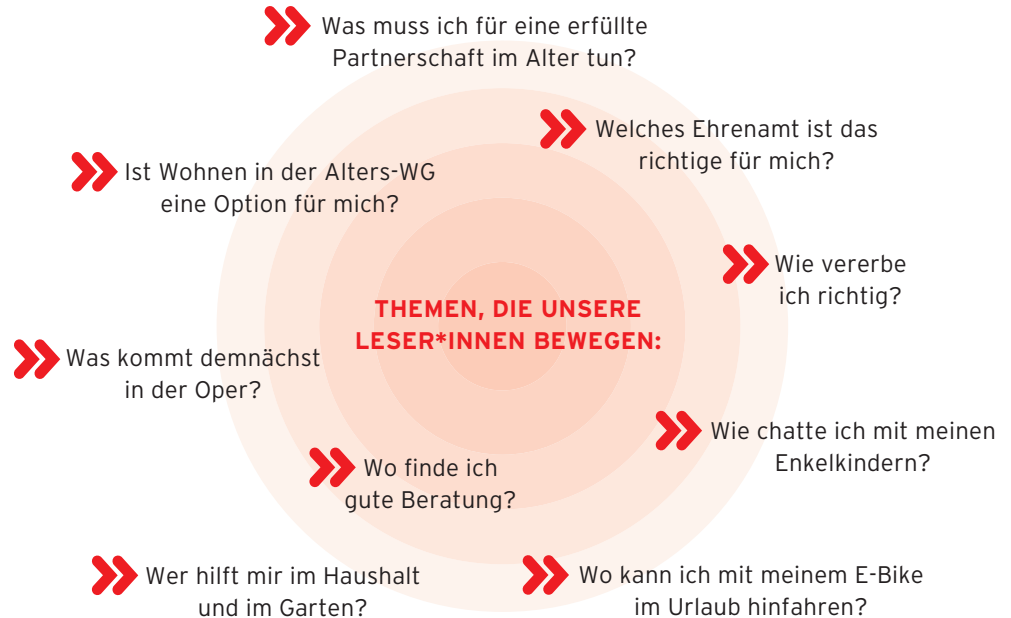 Was muss ich für eine erfüllte
Partnerschaft im Alter tun?
Welches Ehrenamt ist das
richtige für mich?
Ist Wohnen in der Alters-WG
eine Option für mich?
Wie vererbe
ich richtig?
THEMEN, DIE UNSERE
LESER*INNEN BEWEGEN:
Was kommt demnächst
in der Oper?
Wie chatte ich mit meinen
Enkelkindern?
Wo finde ich
gute Beratung?
Wer hilft mir im Haushalt
und im Garten?
Wo kann ich mit meinem E-Bike
im Urlaub hinfahren?